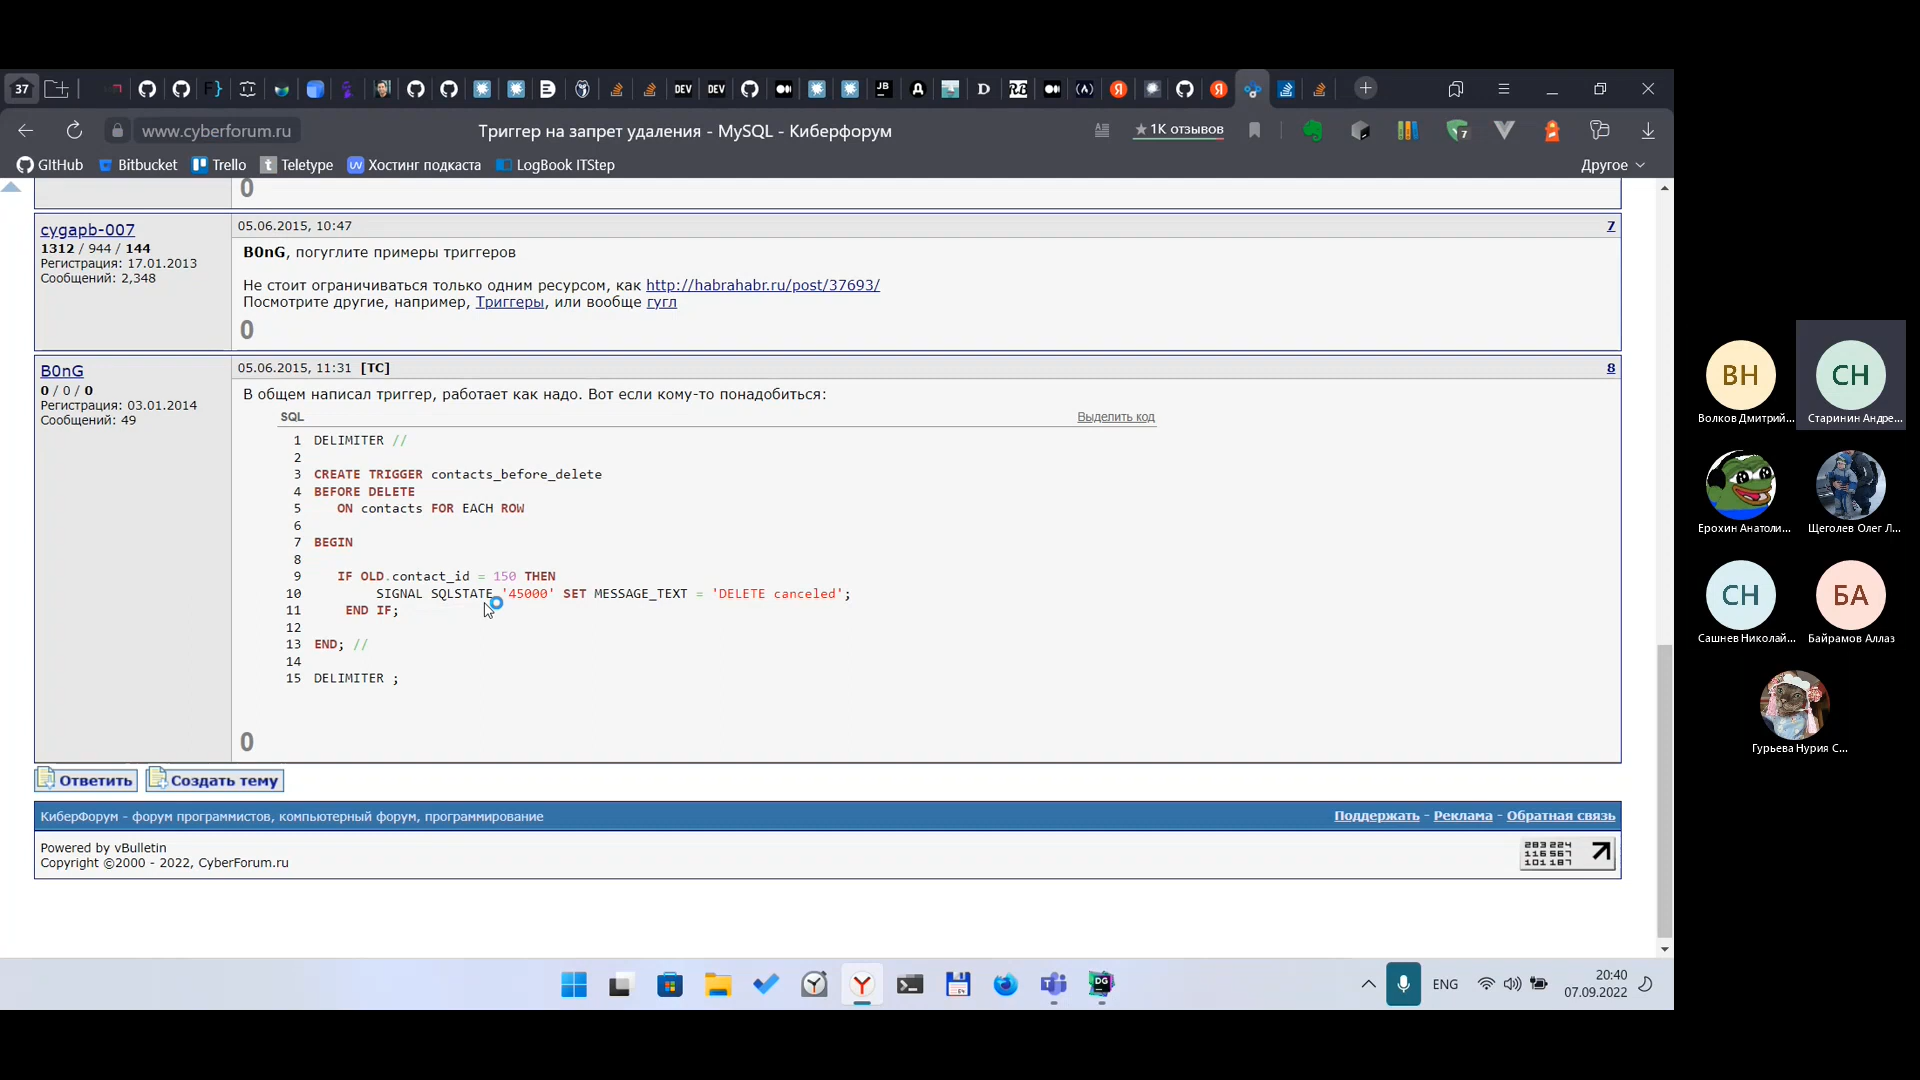 37
F}
DEV
DEV
JB
D
www.cyberforum.ru
Триггер на запрет удаления - MySQL - Киберфорум
★ 1K отзывов
7
GItHub
Bitbucket
Trello
Teletype
Хостинг подкаста
LogBook ITStep
Другое
0
cygapb-007
1312 / 944 / 144
Регистрация: 17.01.2013
Сообщений: 2,348
05.06.2015, 10:47
7
B0nG, погуглите примеры триггеров
Не стоит ограничиваться только одним ресурсом, как http://habrahabr.ru/post/37693/
Посмотрите другие, например, Триггеры, или вообще гугл
0
B0nG
0 / 0 / 0
Регистрация: 03.01.2014
Сообщений: 49
05.06.2015, 11:31 [ТС]
8
В общем написал триггер, работает как надо. Вот если кому-то понадобиться:
SQL
Выделить код
1 DELIMITER //
2
3 CREATE TRIGGER contacts_before_delete
4 BEFORE DELETE
5 ON contacts FOR EACH ROW
6
7 BEGIN
8
9 IF OLD.contact_id = 150 THEN
10 SIGNAL SQLSTATE '45000' SET MESSAGE_TEXT = 'DELETE canceled';
11 END IF;
12
13 END; //
14
15 DELIMITER ;
0
Ответить
Создать тему
КиберФорум - форум программистов, компьютерный форум, программирование
Поддержать - Реклама - Обратная связь
Powered by vBulletin
Copyright ©2000 - 2022, CyberForum.ru
ENG
20:40
07.09.2022
ВН
Волков Дмитрий...
СН
Старинин Андре...
Ерохин Анатоли...
Щеголев Олег Л...
СН
Сашнев Николай...
БА
Байрамов Аллаз
Гурьева Нурия С...